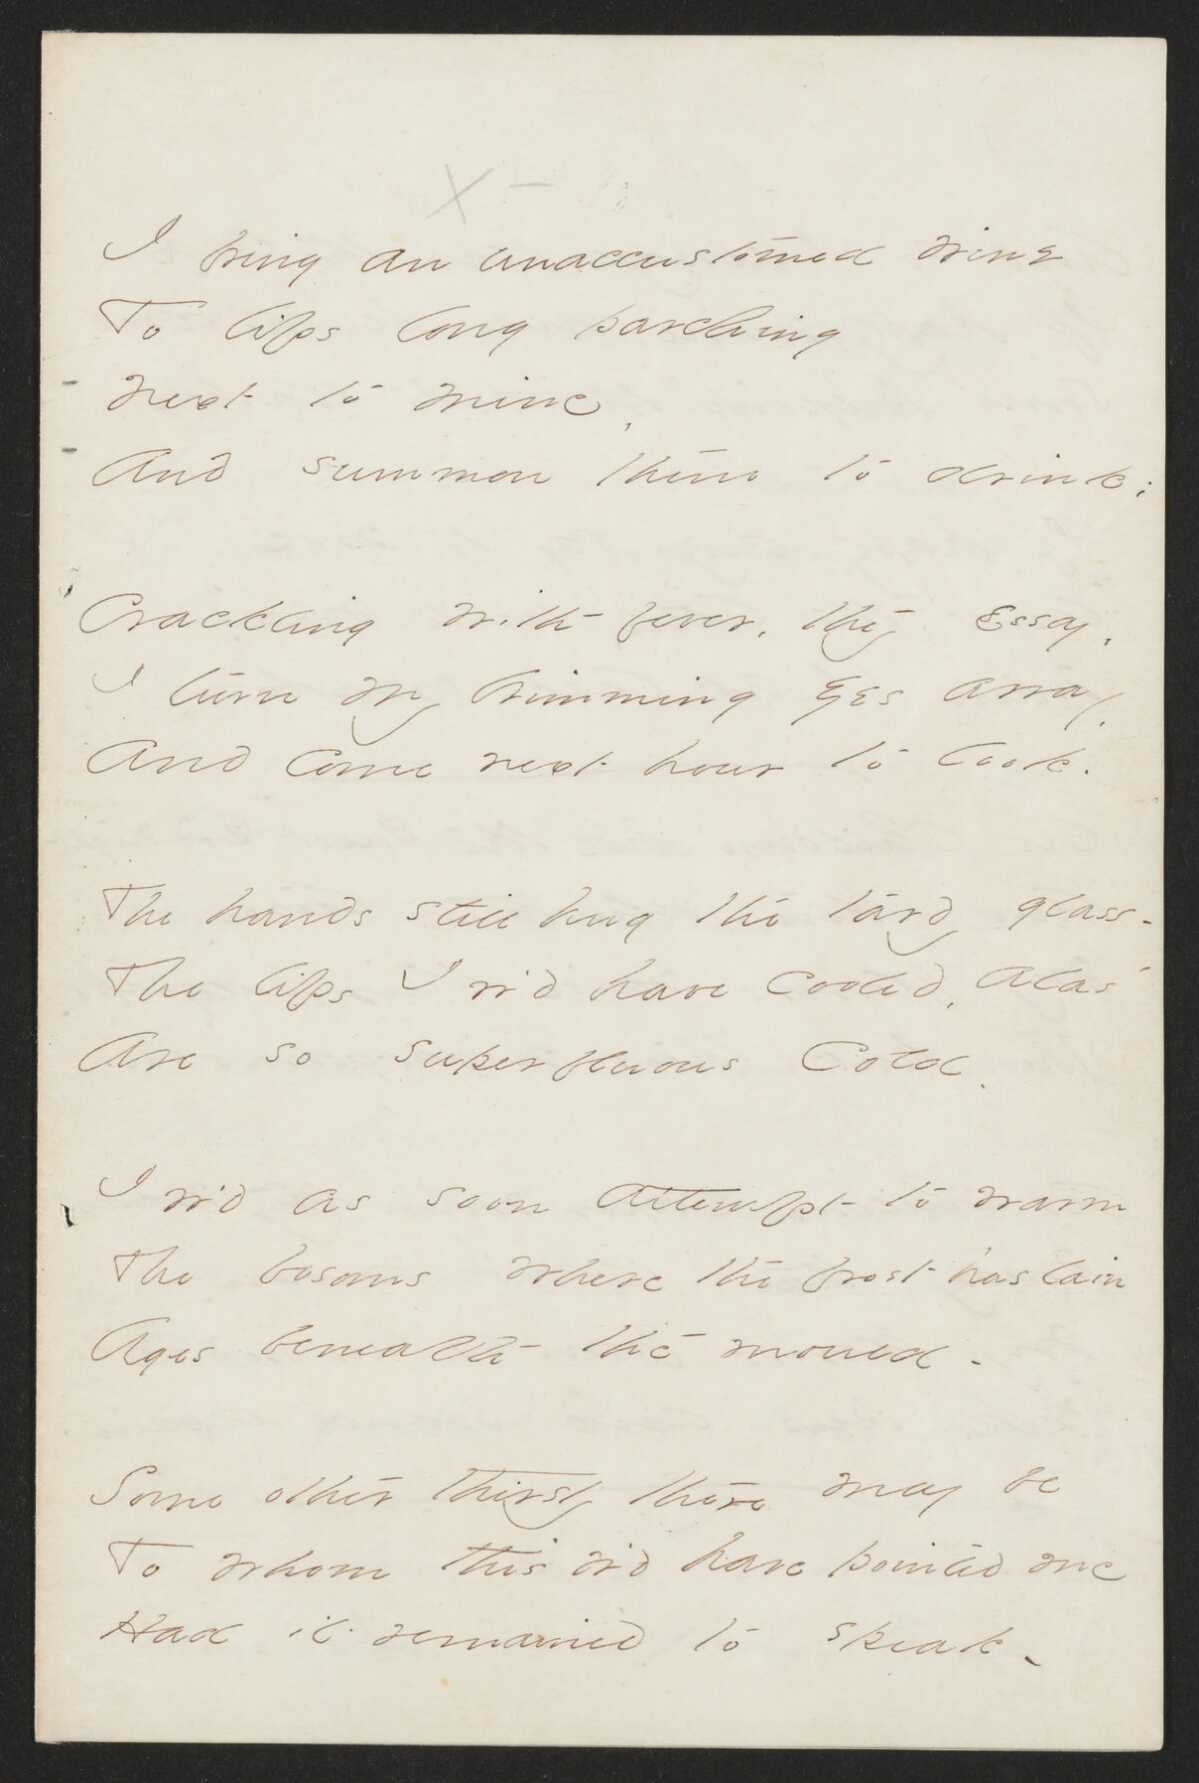 I bring an unaccustomed wine
To lips long parching
next to mine,
And summon them to drink;
Crackling with fever, they Essay,
I turn my brimming Eyes away,
And come next hour to look.
The hands still hug the tardy glass -
The lips I w'd have cooled, alas -
Are so superfluous Cold.
I w'd as soon attempt to warm
The bosoms where the frost has lain
Ages beneath the mould -
Some other thirsty there may be
To whom this w'd have pointed me
Had it remained to speak -